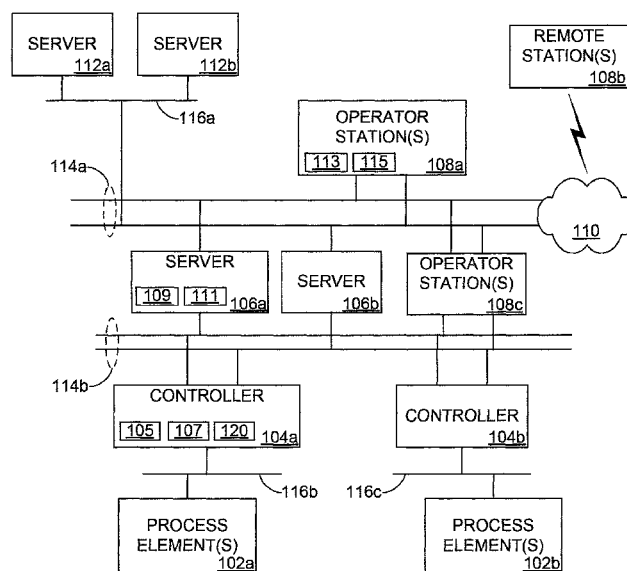 SERVER
112a
SERVER
112b
REMOTE
STATION(S)
108b
116a
OPERATOR
STATION(S)
113
115
108a
114a
110
SERVER
109
111
106a
SERVER
106b
OPERATOR
STATION(S)
108c
114b
CONTROLLER
105
107
120
104a
CONTROLLER
104b
116b
116c
PROCESS
ELEMENT(S)
102a
PROCESS
ELEMENT(S)
102b